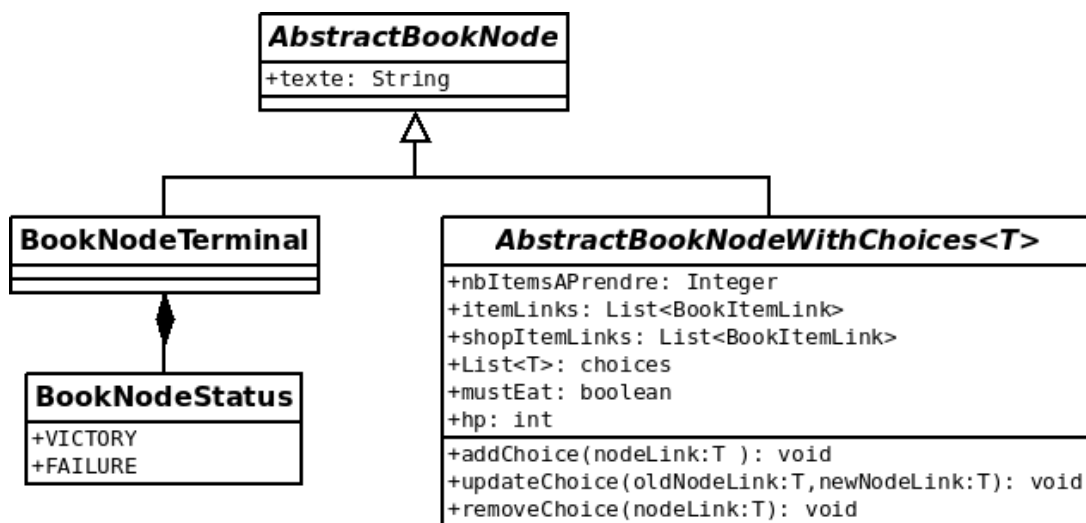 AbstractBookNode
+texte: String
BookNodeTerminal
BookNodeStatus
+VICTORY
+FAILURE
AbstractBookNodeWithChoices<T>
+nbItemsAPrendre: Integer
+itemLinks: List<BookItemLink>
+shopItemLinks: List<BookItemLink>
+List<T>: choices
+mustEat: boolean
+hp: int
+addChoice(nodeLink:T ): void
+updateChoice(oldNodeLink:T,newNodeLink:T): void
+removeChoice(nodeLink:T): void